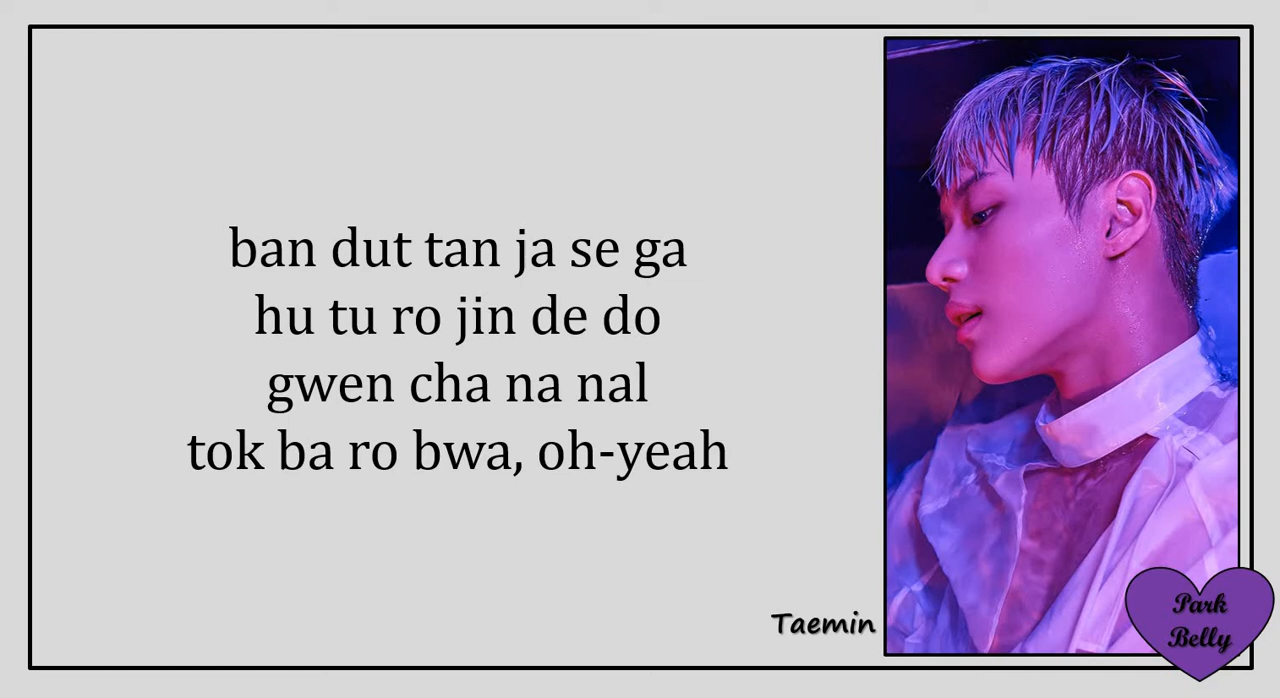 ban dut tan ja se ga
hu tu ro jin de do
gwen cha na nal
tok ba ro bwa, oh-yeah
Taemin
Park
Belly